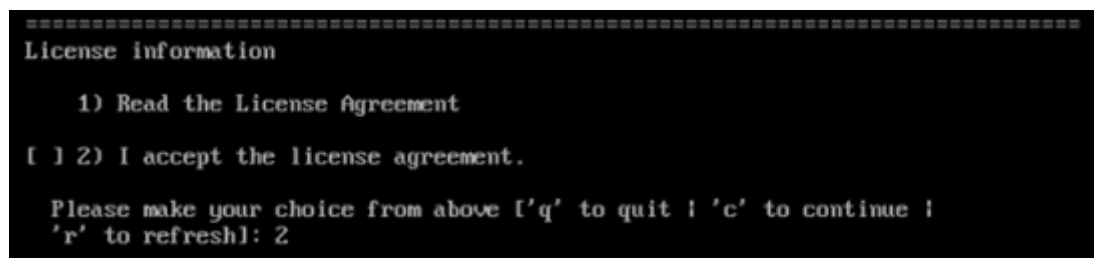 ================================================================================
License information
1) Read the License Agreement
[ ] 2) I accept the license agreement.
Please make your choice from above ['q' to quit | 'c' to continue |
'r' to refresh]: 2